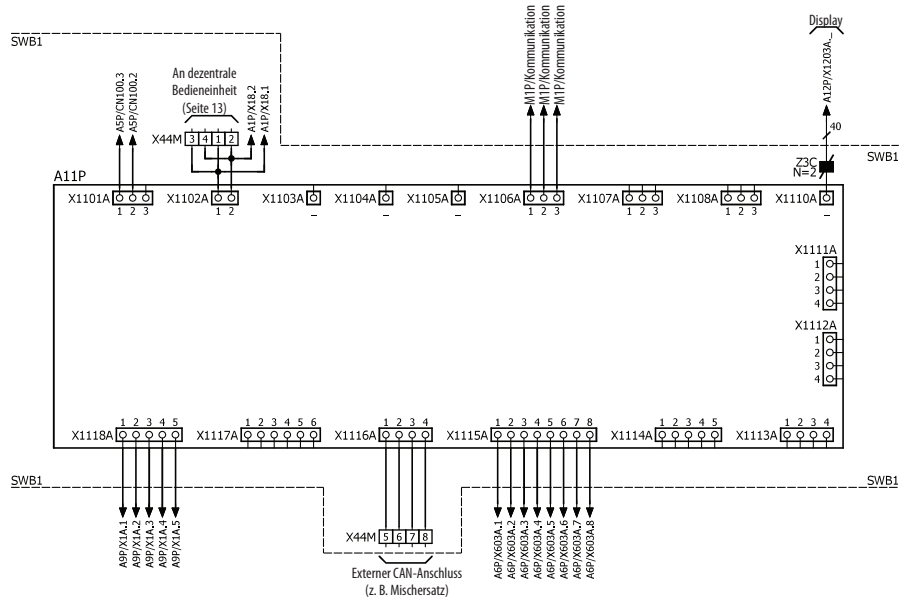 Display
SWB1
A5P/CN100.3
A5P/CN100.2
An dezentrale
Bedieneinheit
(Seite 13)
A1P/X18.2
A1P/X18.1
M1P/Kommunikation
M1P/Kommunikation
M1P/Kommunikation
A12P/X1203A._
40
X44M 3 4 1 2
SWB1
Z3C
N=2
A11P
X1101A
1 2 3
X1102A
1 2
X1103A
_
X1104A
_
X1105A
_
X1106A
1 2 3
X1107A
1 2 3
X1108A
1 2 3
X1110A
_
X1111A
1
2
3
4
X1112A
1
2
3
4
1 2 3 4 5
X1118A
1 2 3 4 5 6
X1117A
1 2 3 4
X1116A
1 2 3 4 5 6 7 8
X1115A
1 2 3 4 5
X1114A
1 2 3 4
X1113A
SWB1
SWB1
A9P/X1A.1
A9P/X1A.2
A9P/X1A.3
A9P/X1A.4
A9P/X1A.5
X44M 5 6 7 8
A6P/X603A.1
A6P/X603A.2
A6P/X603A.3
A6P/X603A.4
A6P/X603A.5
A6P/X603A.6
A6P/X603A.7
A6P/X603A.8
Externer CAN-Anschluss
(z. B. Mischersatz)